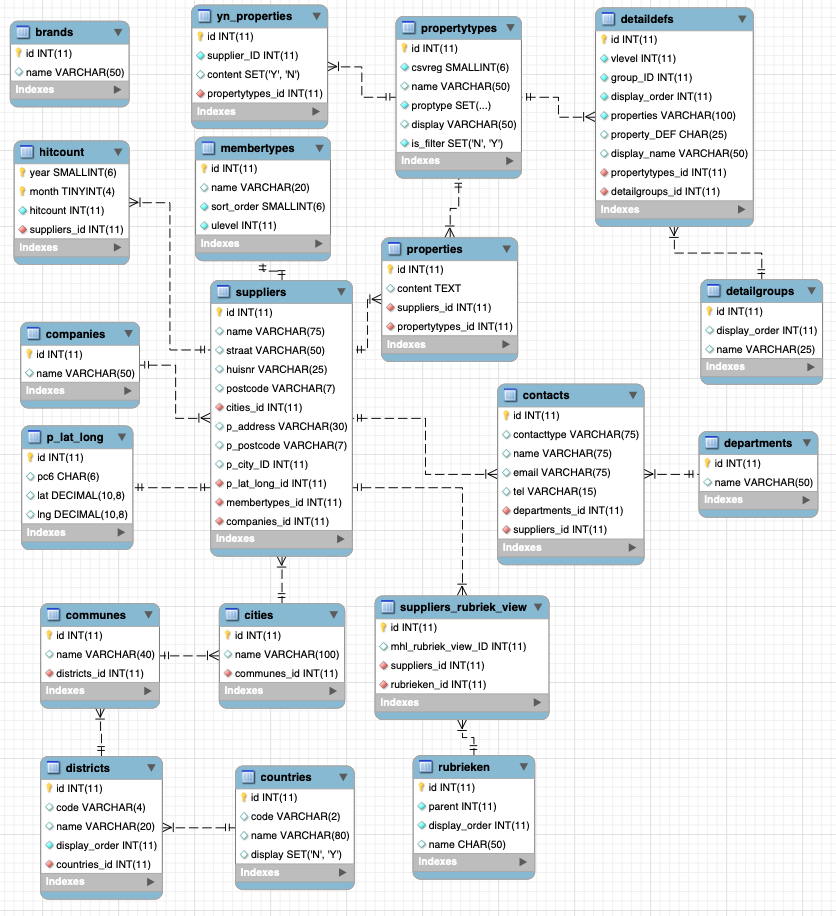 brands
id INT(11)
name VARCHAR(50)
Indexes
yn_properties
id INT(11)
supplier_ID INT(11)
content SET('Y', 'N')
propertytypes_id INT(11)
Indexes
propertytypes
id INT(11)
csvreg SMALLINT(6)
name VARCHAR(50)
proptype SET(...)
display VARCHAR(50)
is_filter SET('N', 'Y')
Indexes
detaildefs
id INT(11)
vlevel INT(11)
group_ID INT(11)
display_order INT(11)
properties VARCHAR(100)
property_DEF CHAR(25)
display_name VARCHAR(50)
propertytypes_id INT(11)
detailgroups_id INT(11)
Indexes
hitcount
year SMALLINT(6)
month TINYINT(4)
hitcount INT(11)
suppliers_id INT(11)
Indexes
membertypes
id INT(11)
name VARCHAR(20)
sort_order SMALLINT(6)
ulevel INT(11)
Indexes
properties
id INT(11)
content TEXT
suppliers_id INT(11)
propertytypes_id INT(11)
Indexes
detailgroups
id INT(11)
display_order INT(11)
name VARCHAR(25)
Indexes
suppliers
id INT(11)
name VARCHAR(75)
straat VARCHAR(50)
huisnr VARCHAR(25)
postcode VARCHAR(7)
cities_id INT(11)
p_address VARCHAR(30)
p_postcode VARCHAR(7)
p_city_ID INT(11)
p_lat_long_id INT(11)
membertypes_id INT(11)
companies_id INT(11)
Indexes
companies
id INT(11)
name VARCHAR(50)
Indexes
p_lat_long
id INT(11)
pc6 CHAR(6)
lat DECIMAL(10,8)
lng DECIMAL(10,8)
Indexes
contacts
id INT(11)
contacttype VARCHAR(75)
name VARCHAR(75)
email VARCHAR(75)
tel VARCHAR(15)
departments_id INT(11)
suppliers_id INT(11)
Indexes
departments
id INT(11)
name VARCHAR(50)
Indexes
communes
id INT(11)
name VARCHAR(40)
districts_id INT(11)
Indexes
cities
id INT(11)
name VARCHAR(100)
communes_id INT(11)
Indexes
suppliers_rubriek_view
id INT(11)
mhl_rubriek_view_ID INT(11)
suppliers_id INT(11)
rubrieken_id INT(11)
Indexes
districts
id INT(11)
code VARCHAR(4)
name VARCHAR(20)
display_order INT(11)
countries_id INT(11)
Indexes
countries
id INT(11)
code VARCHAR(2)
name VARCHAR(80)
display SET('N', 'Y')
Indexes
rubrieken
id INT(11)
parent INT(11)
display_order INT(11)
name CHAR(50)
Indexes